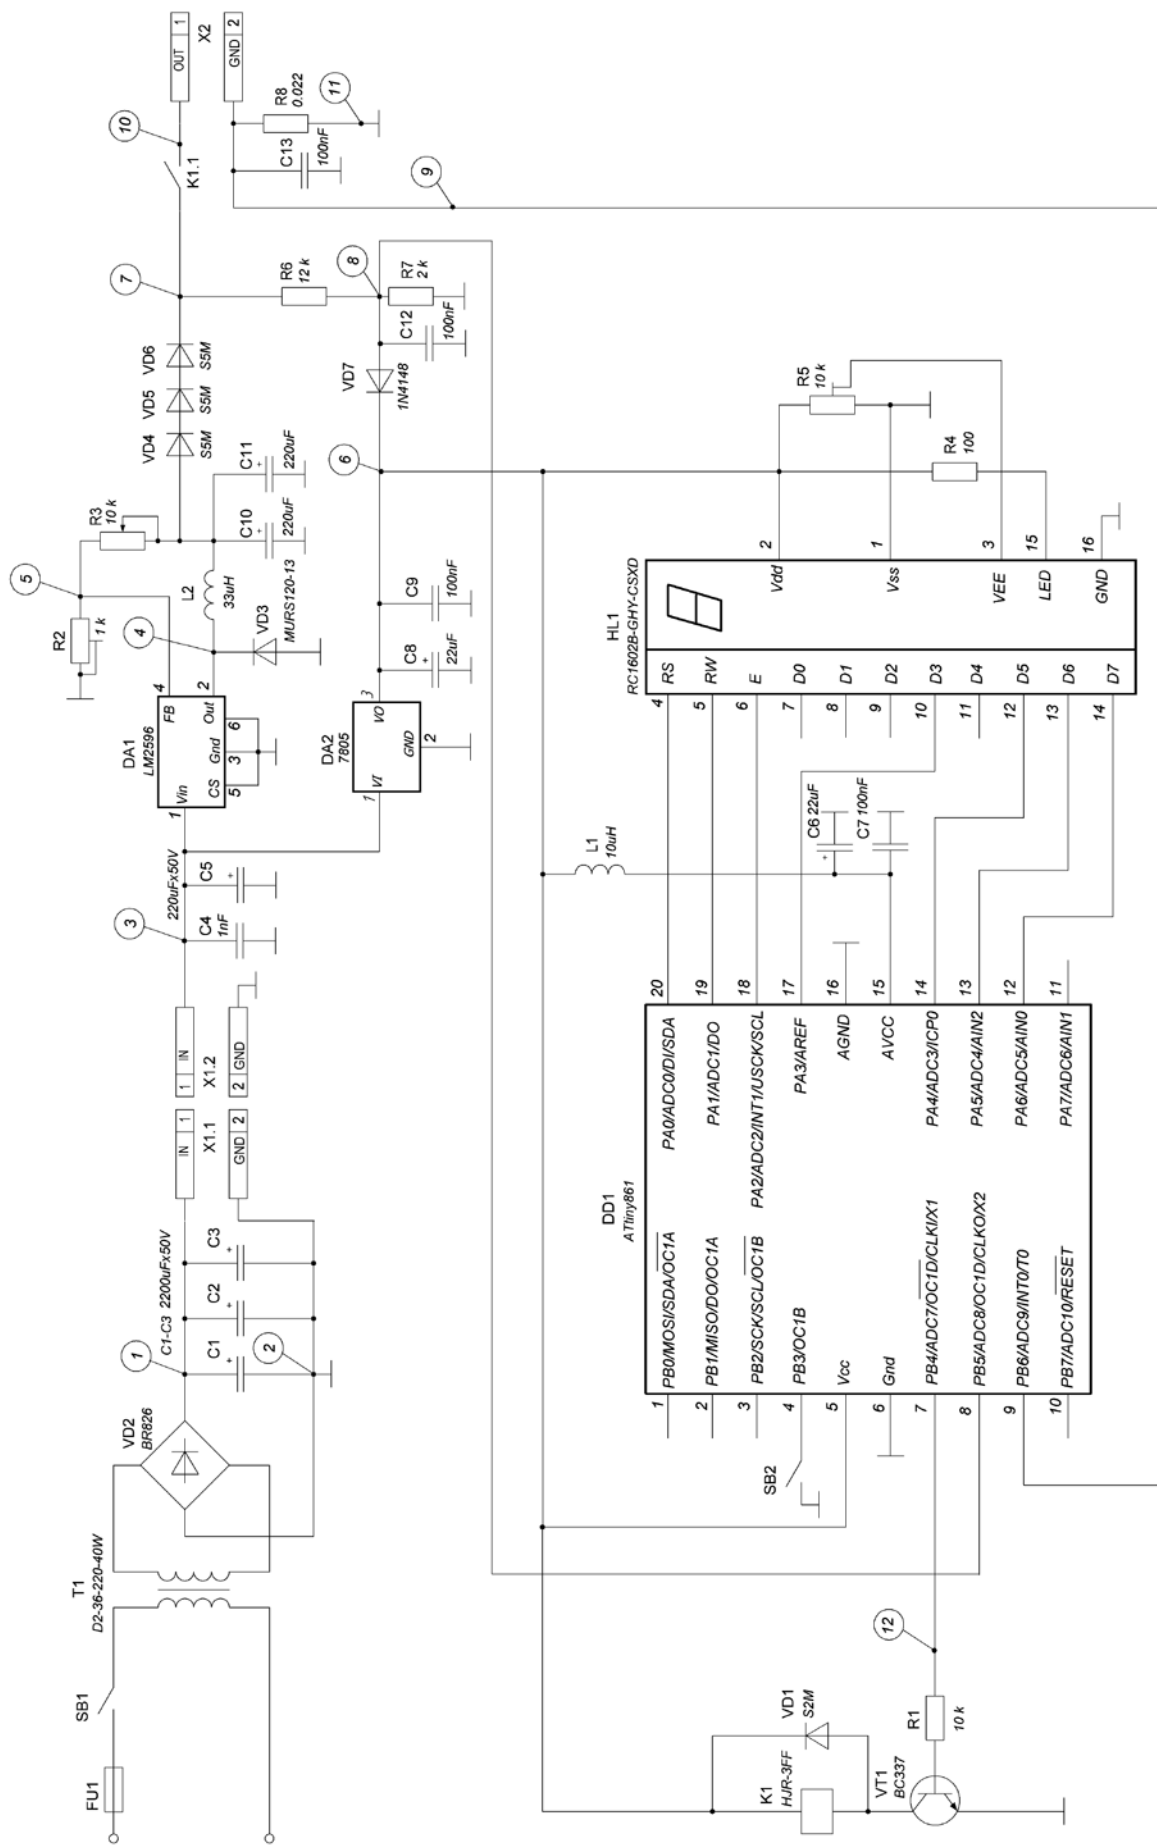 FU1
SB1
T1
D2-36-220-40W
VD2
BR826
1
C1-C3 2200uFx50V
C1
+
C2
+
C3
+
2
IN 1
X1.1
GND 2
1 IN
X1.2
2 GND
3
220uFx50V
C4
1nF
C5
+
DA1
LM2596
1
Vin
FB
4
Out
2
CS
Gnd
5
3
6
R2
1 k
5
4
R3
10 k
L2
33uH
VD3
MURS120-13
C10
+
220uF
C11
+
220uF
VD4
S5M
VD5
S5M
VD6
S5M
7
K1.1
10
OUT 1
X2
GND 2
R6
12 k
8
R7
2 k
C12
100nF
VD7
1N4148
C13
100nF
R8
0.022
11
9
DA2
7805
1
VI
VO
3
GND
2
C8
+
22uF
C9
100nF
6
K1
HJR-3FF
VD1
S2M
VT1
BC337
R1
10 k
12
SB2
DD1
ATtiny861
1
PB0/MOSI/SDA/OC1A
2
PB1/MISO/DO/OC1A
3
PB2/SCK/SCL/OC1B
4
PB3/OC1B
5
Vcc
6
Gnd
7
PB4/ADC7/OC1D/CLKI/X1
8
PB5/ADC8/OC1D/CLKO/X2
9
PB6/ADC9/INT0/T0
10
PB7/ADC10/RESET
PA0/ADC0/DI/SDA
20
PA1/ADC1/DO
19
PA2/ADC2/INT1/USCK/SCL
18
PA3/AREF
17
AGND
16
AVCC
15
PA4/ADC3/ICP0
14
PA5/ADC4/AIN2
13
PA6/ADC5/AIN0
12
PA7/ADC6/AIN1
11
L1
10uH
C6 22uF
+
C7 100nF
HL1
RC1602B-GHY-CSXD
4
RS
5
RW
6
E
7
D0
8
D1
9
D2
10
D3
11
D4
12
D5
13
D6
14
D7
Vdd
2
Vss
1
VEE
3
LED
15
GND
16
R5
10 k
R4
100